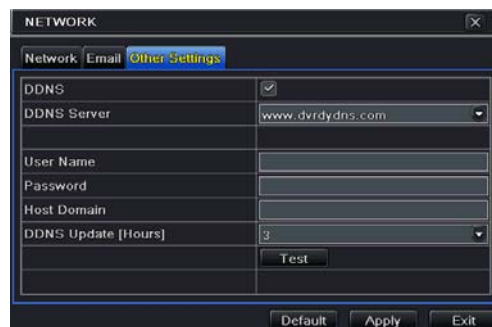 NETWORK
Network Email Other Settings
DDNS
DDNS Server www.dvrdydns.com
User Name
Password
Host Domain
DDNS Update [Hours] 3
Test
Default Apply Exit